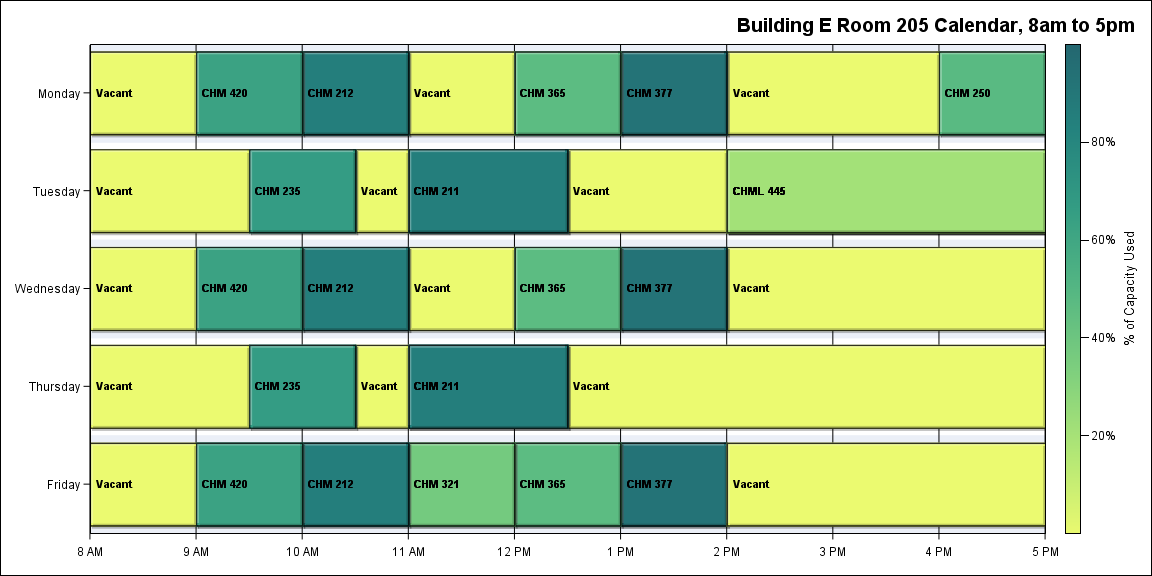 Building E Room 205 Calendar, 8am to 5pm
Monday
Vacant
CHM 420
CHM 212
Vacant
CHM 365
CHM 377
Vacant
CHM 250
Tuesday
Vacant
CHM 235
Vacant
CHM 211
Vacant
CHML 445
Wednesday
Vacant
CHM 420
CHM 212
Vacant
CHM 365
CHM 377
Vacant
Thursday
Vacant
CHM 235
Vacant
CHM 211
Vacant
Friday
Vacant
CHM 420
CHM 212
CHM 321
CHM 365
CHM 377
Vacant
8 AM
9 AM
10 AM
11 AM
12 PM
1 PM
2 PM
3 PM
4 PM
5 PM
80%
60%
40%
20%
% of Capacity Used